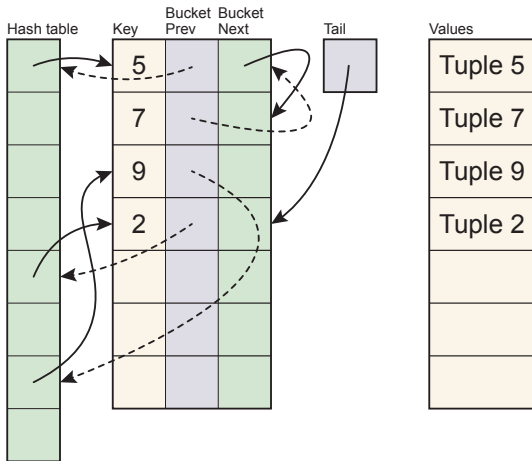 Hash table Key Bucket Prev Bucket Next Tail Values
5 Tuple 5
7 Tuple 7
9 Tuple 9
2 Tuple 2